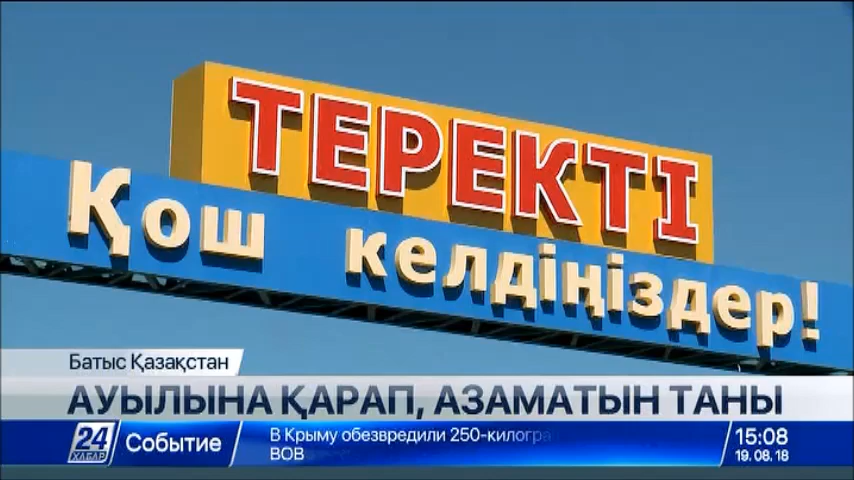 ТЕРЕКТІ
Қош келдіңіздер!
Батыс Қазақстан
АУЫЛЫНА ҚАРАП, АЗАМАТЫН ТАНЫ
24
ХАБАР
Событие
В Крыму обезвредили 250-килогра
ВОВ
15:08
19.08.18